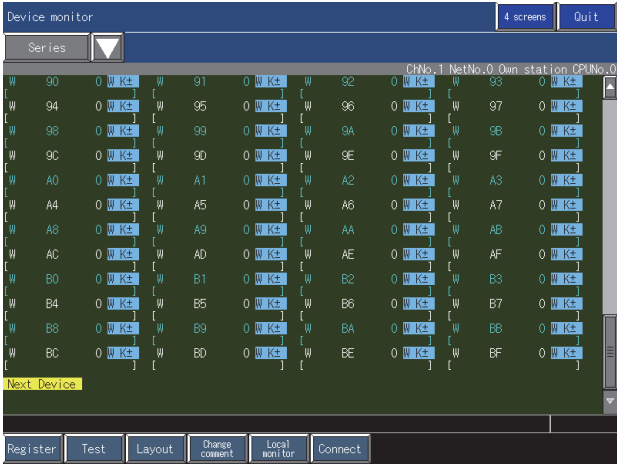 Device monitor 4 screens Quit
Series
ChNo.1 NetNo.0 Own station CPUNo.0
W 90 0 W K± W 91 0 W K± W 92 0 W K± W 93 0 W K±
[ ] [ ] [ ] [ ]
W 94 0 W K± W 95 0 W K± W 96 0 W K± W 97 0 W K±
[ ] [ ] [ ] [ ]
W 98 0 W K± W 99 0 W K± W 9A 0 W K± W 9B 0 W K±
[ ] [ ] [ ] [ ]
W 9C 0 W K± W 9D 0 W K± W 9E 0 W K± W 9F 0 W K±
[ ] [ ] [ ] [ ]
W A0 0 W K± W A1 0 W K± W A2 0 W K± W A3 0 W K±
[ ] [ ] [ ] [ ]
W A4 0 W K± W A5 0 W K± W A6 0 W K± W A7 0 W K±
[ ] [ ] [ ] [ ]
W A8 0 W K± W A9 0 W K± W AA 0 W K± W AB 0 W K±
[ ] [ ] [ ] [ ]
W AC 0 W K± W AD 0 W K± W AE 0 W K± W AF 0 W K±
[ ] [ ] [ ] [ ]
W B0 0 W K± W B1 0 W K± W B2 0 W K± W B3 0 W K±
[ ] [ ] [ ] [ ]
W B4 0 W K± W B5 0 W K± W B6 0 W K± W B7 0 W K±
[ ] [ ] [ ] [ ]
W B8 0 W K± W B9 0 W K± W BA 0 W K± W BB 0 W K±
[ ] [ ] [ ] [ ]
W BC 0 W K± W BD 0 W K± W BE 0 W K± W BF 0 W K±
[ ] [ ] [ ] [ ]
Next Device
Register Test Layout Change comment Local monitor Connect